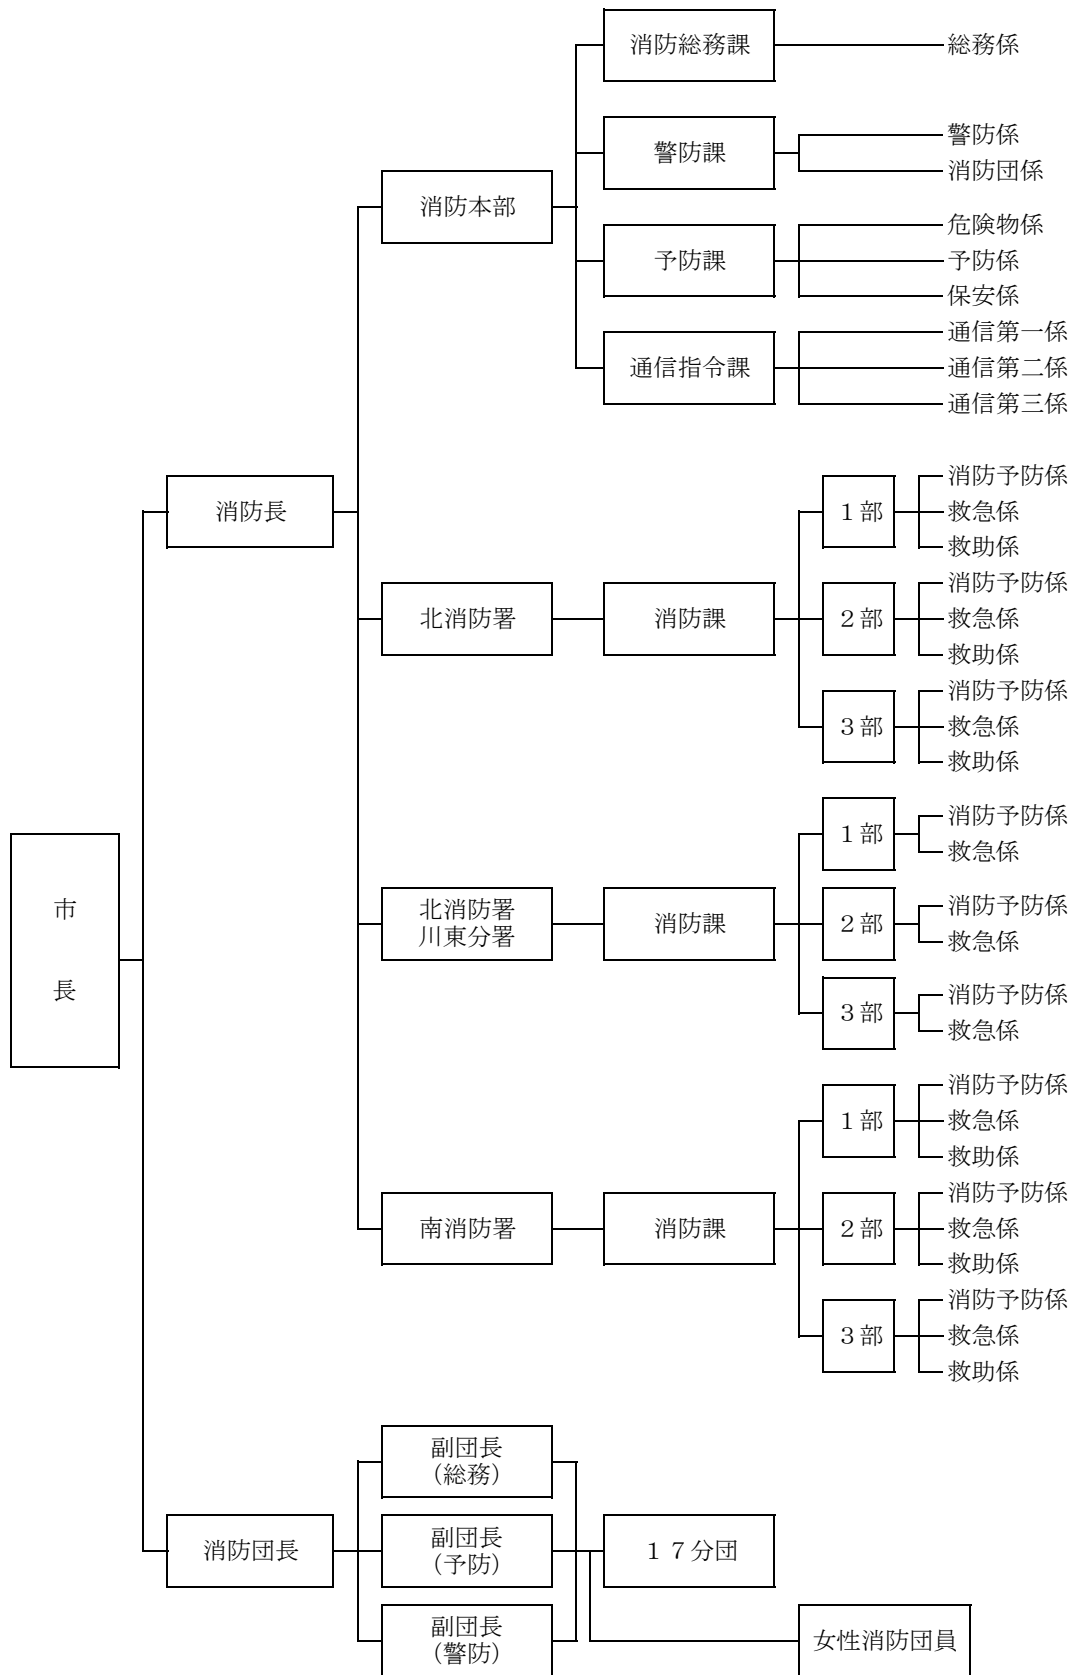 消防総務課
総務係
警防課
警防係
消防団係
消防本部
予防課
危険物係
予防係
保安係
通信指令課
通信第一係
通信第二係
通信第三係
消防長
北消防署
消防課
１部
消防予防係
救急係
救助係
２部
消防予防係
救急係
救助係
３部
消防予防係
救急係
救助係
市
長
北消防署
川東分署
消防課
１部
消防予防係
救急係
２部
消防予防係
救急係
３部
消防予防係
救急係
南消防署
消防課
１部
消防予防係
救急係
救助係
２部
消防予防係
救急係
救助係
３部
消防予防係
救急係
救助係
消防団長
副団長
（総務）
副団長
（予防）
副団長
（警防）
１７分団
女性消防団員